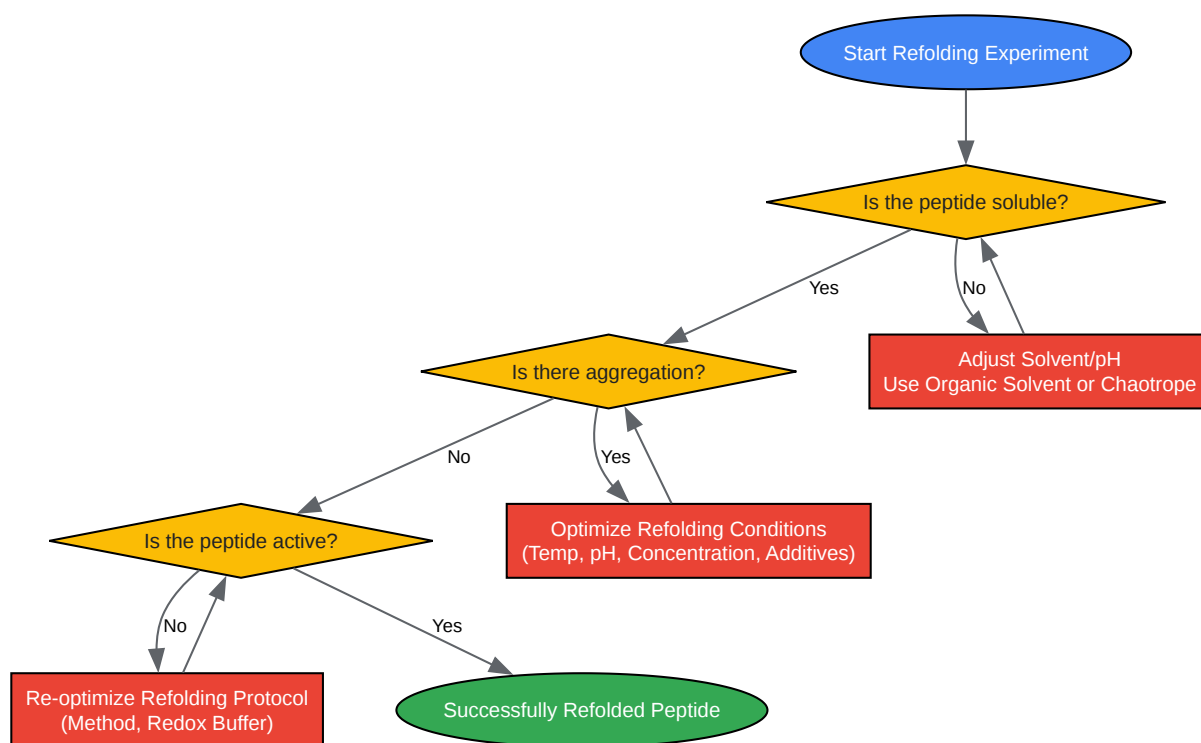 Start Refolding Experiment
Is the peptide soluble?
Yes
No
Adjust Solvent/pH
Use Organic Solvent or Chaotrope
Is there aggregation?
No
Yes
Optimize Refolding Conditions
(Temp, pH, Concentration, Additives)
Is the peptide active?
No
Yes
Re-optimize Refolding Protocol
(Method, Redox Buffer)
Successfully Refolded Peptide